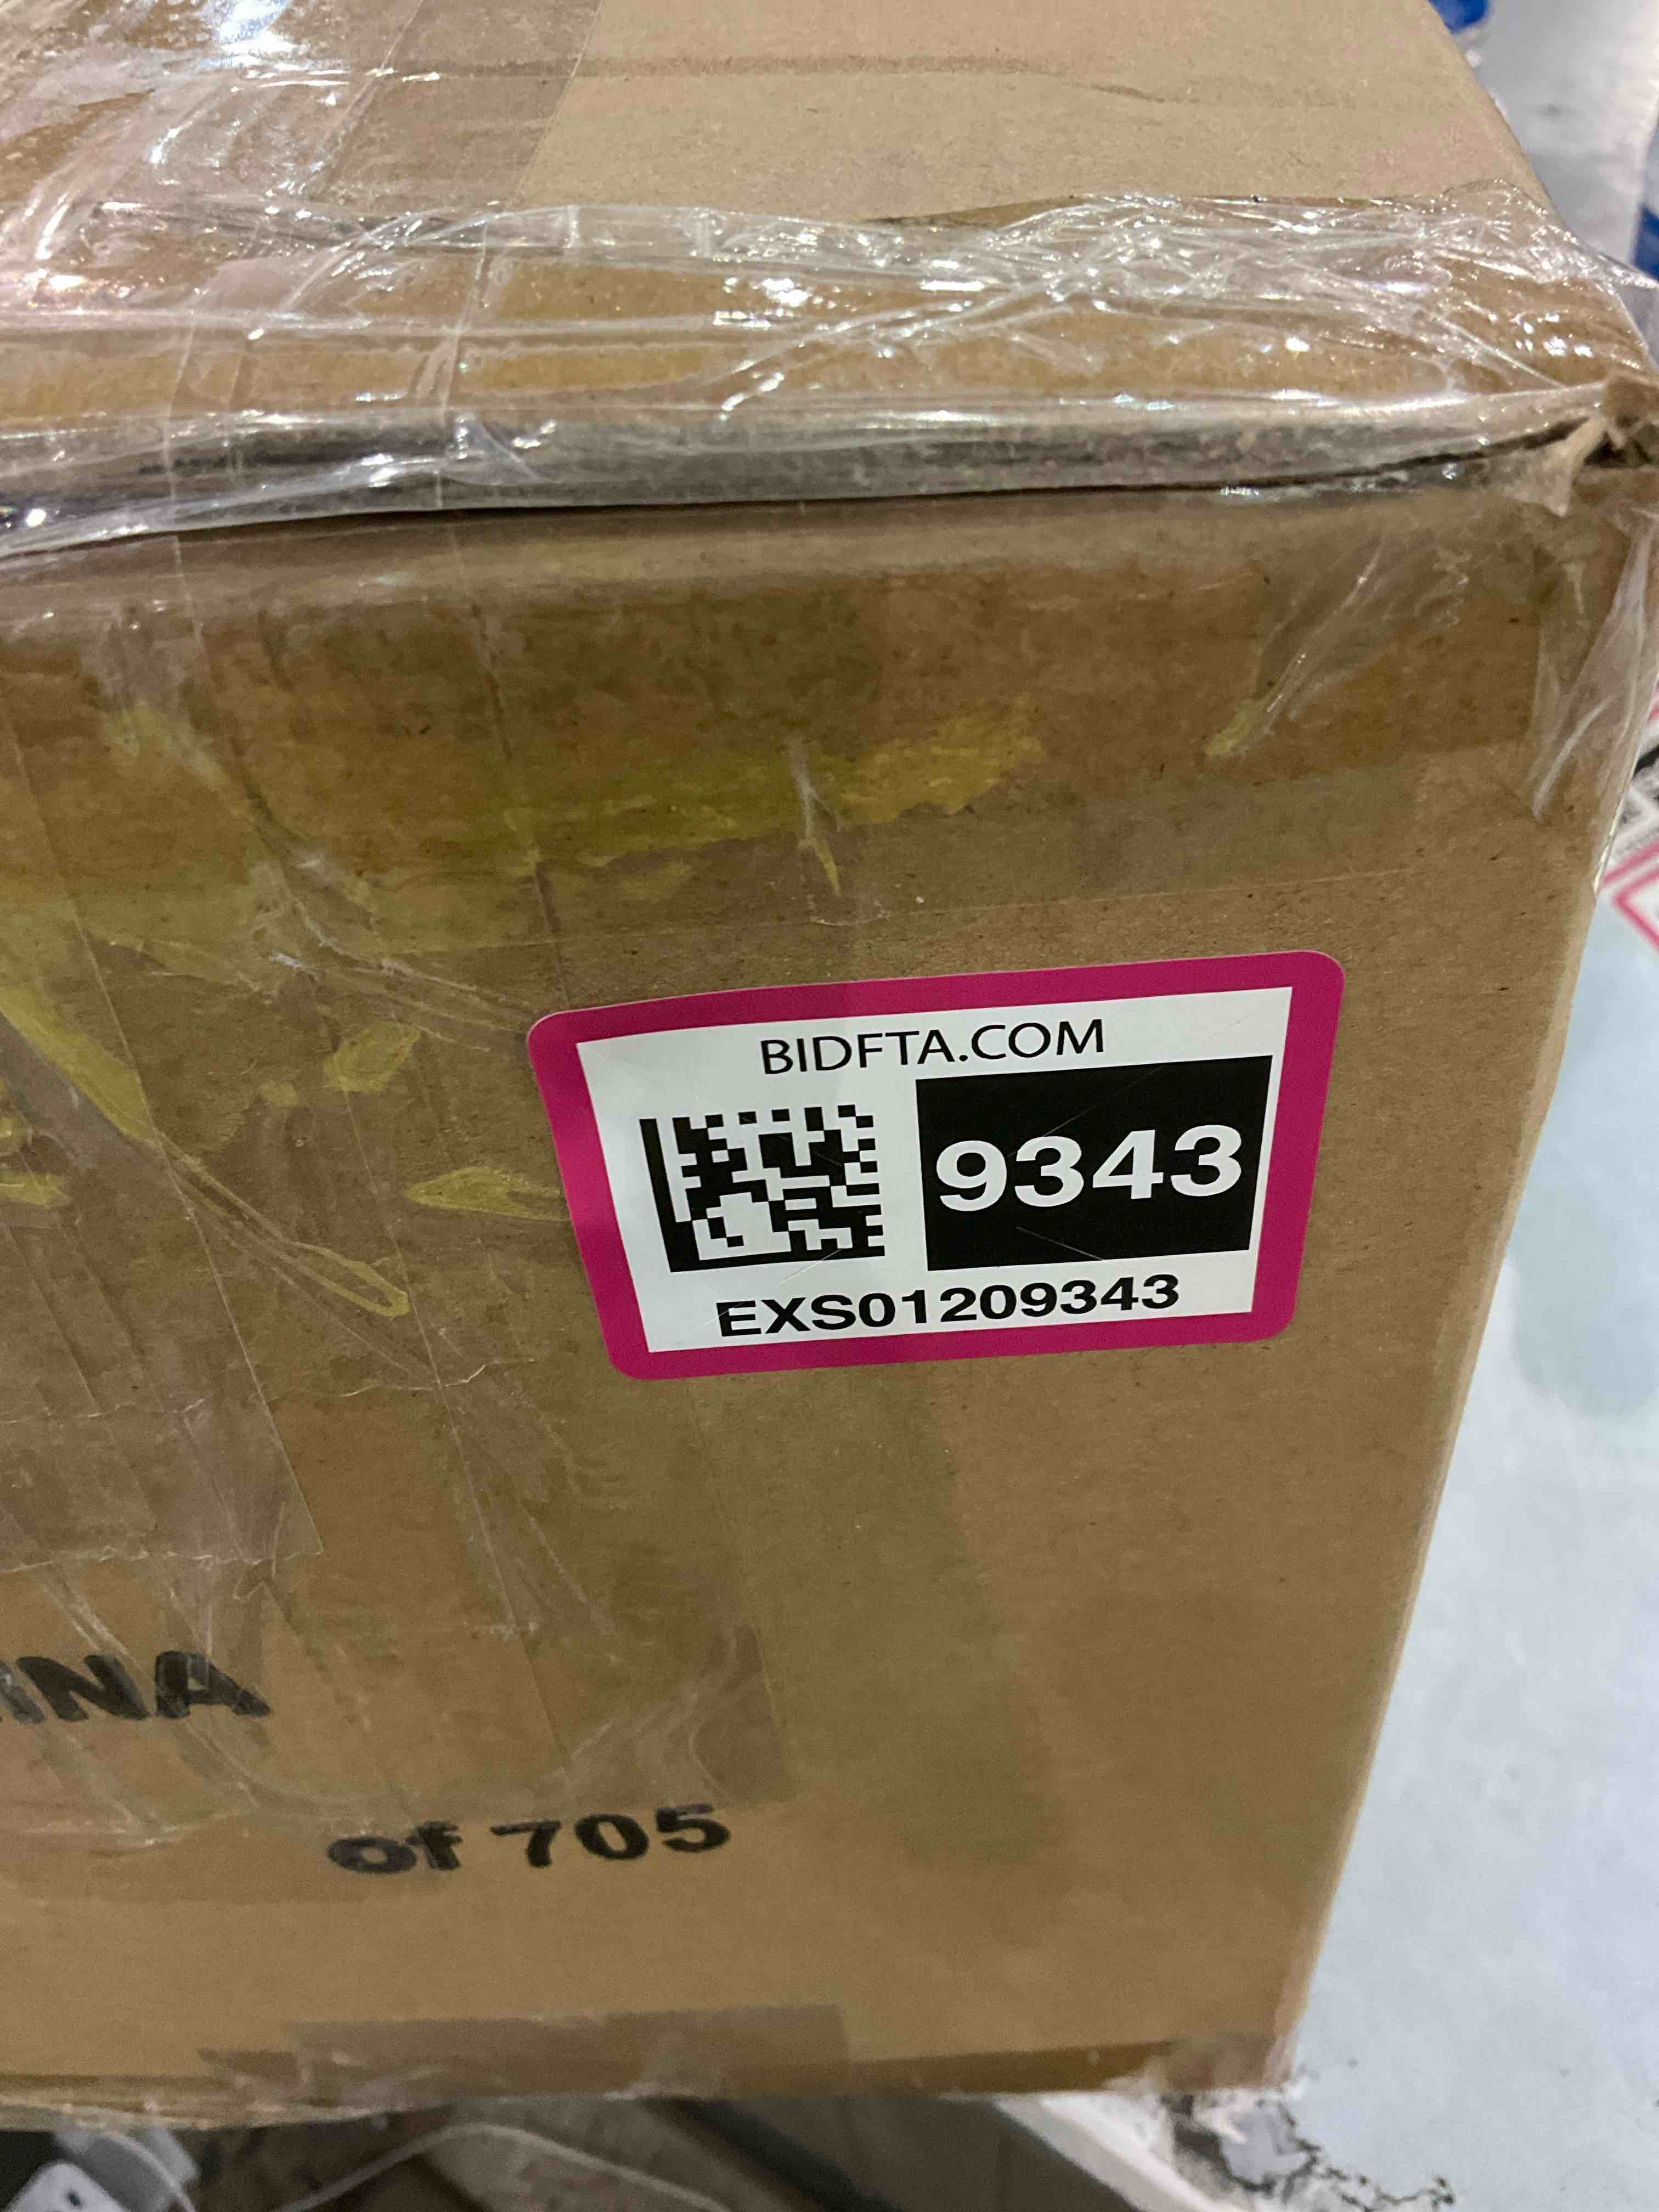 BIDFTA.COM
9343
EXS01209343
INA
of 705